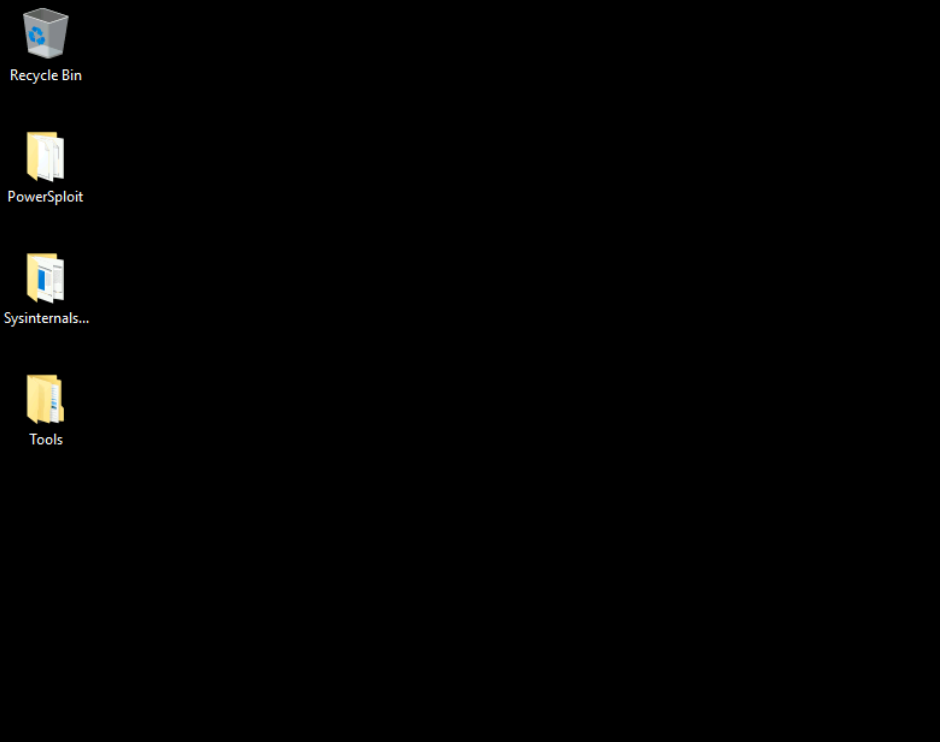 Recycle Bin
PowerSploit
Sysinternals...
Tools